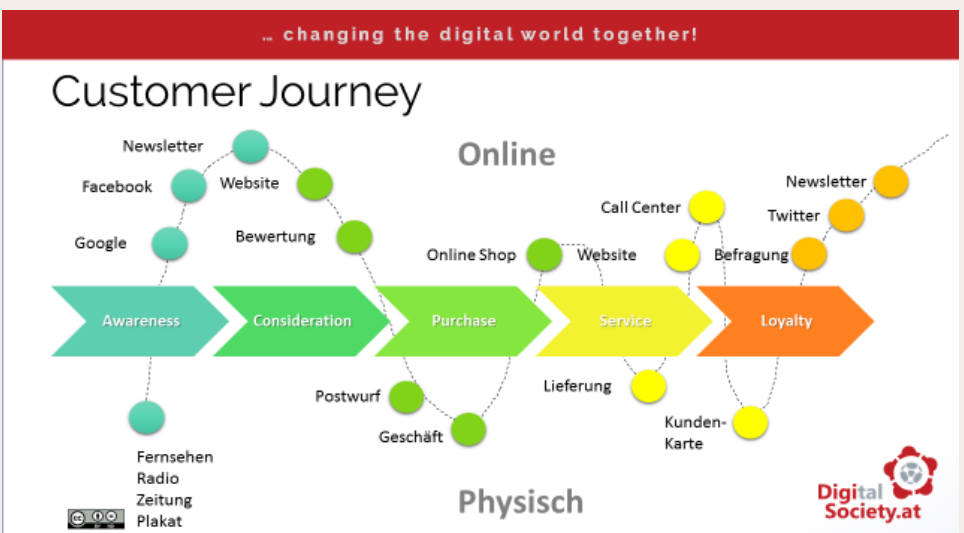 … changing the digital world together!
Customer Journey
Newsletter
Online
Facebook
Website
Newsletter
Call Center
Twitter
Google
Bewertung
Online Shop
Website
Befragung
Awareness
Consideration
Purchase
Service
Loyalty
Postwurf
Lieferung
Geschäft
Kunden-
Karte
Fernsehen
Radio
Zeitung
Plakat
Physisch
Digital
Society.at
cc